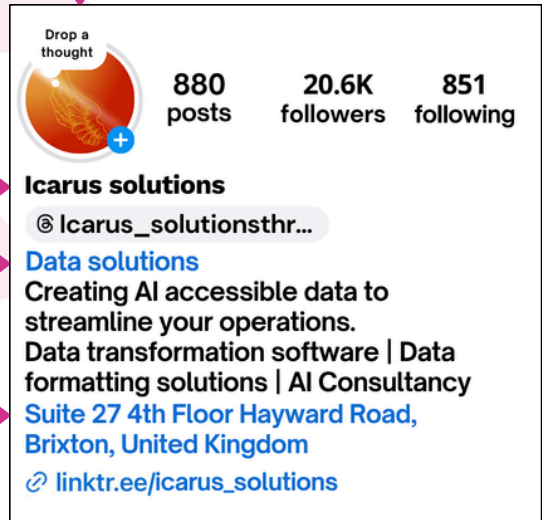 Drop a
thought
880 20.6K 851
posts followers following
Icarus solutions
Icarus_solutionsthr...
Data solutions
Creating AI accessible data to
streamline your operations.
Data transformation software | Data
formatting solutions | AI Consultancy
Suite 27 4th Floor Hayward Road,
Brixton, United Kingdom
linktr.ee/icarus_solutions